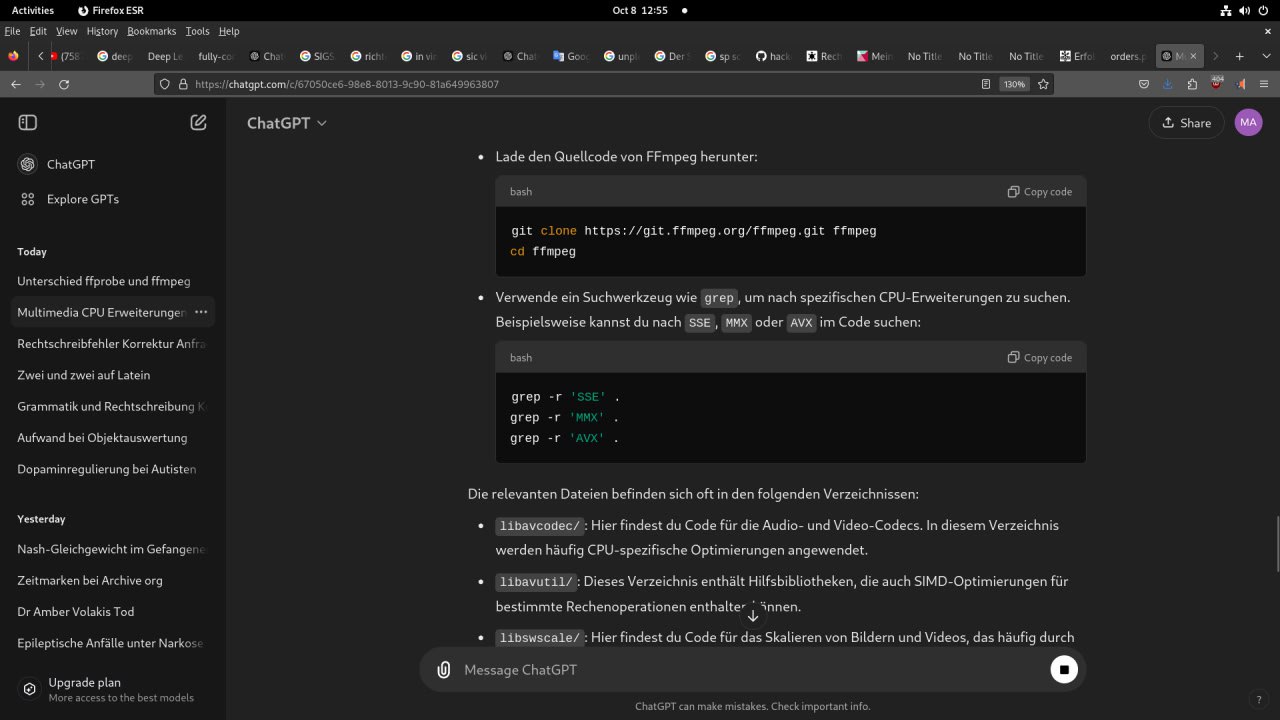 Activities
Firefox ESR
Oct 8 12:55
File Edit View History Bookmarks Tools Help
(758
deep
Deep Le
fully-co
Chat
SIGS
richt
in vir
sic vi
Chat
Goo
unpl
Der S
sp sc
hack
Rech
Mein
No Title
No Title
No Title
Erfol
orders.p
https://chatgpt.com/c/67050ce6-98e8-8013-9c90-81a649963807
130%
404
ChatGPT
Share
MA
ChatGPT
Explore GPTs
Today
Unterschied ffprobe und ffmpeg
Multimedia CPU Erweiterungen
Rechtschreibfehler Korrektur Anfra
Zwei und zwei auf Latein
Grammatik und Rechtschreibung K
Aufwand bei Objektauswertung
Dopaminregulierung bei Autisten
Yesterday
Nash-Gleichgewicht im Gefangene
Zeitmarken bei Archive org
Dr Amber Volakis Tod
Epileptische Anfälle unter Narkose
Upgrade plan
More access to the best models
Lade den Quellcode von FFmpeg herunter:
bash
Copy code
git clone https://git.ffmpeg.org/ffmpeg.git ffmpeg
cd ffmpeg
Verwende ein Suchwerkzeug wie grep, um nach spezifischen CPU-Erweiterungen zu suchen.
Beispielsweise kannst du nach SSE, MMX oder AVX im Code suchen:
bash
Copy code
grep -r 'SSE' .
grep -r 'MMX' .
grep -r 'AVX' .
Die relevanten Dateien befinden sich oft in den folgenden Verzeichnissen:
libavcodec/: Hier findest du Code für die Audio- und Video-Codecs. In diesem Verzeichnis
werden häufig CPU-spezifische Optimierungen angewendet.
libavutil/: Dieses Verzeichnis enthält Hilfsbibliotheken, die auch SIMD-Optimierungen für
bestimmte Rechenoperationen enthalten können.
libswscale/: Hier findest du Code für das Skalieren von Bildern und Videos, das häufig durch
Message ChatGPT
ChatGPT can make mistakes. Check important info.
?